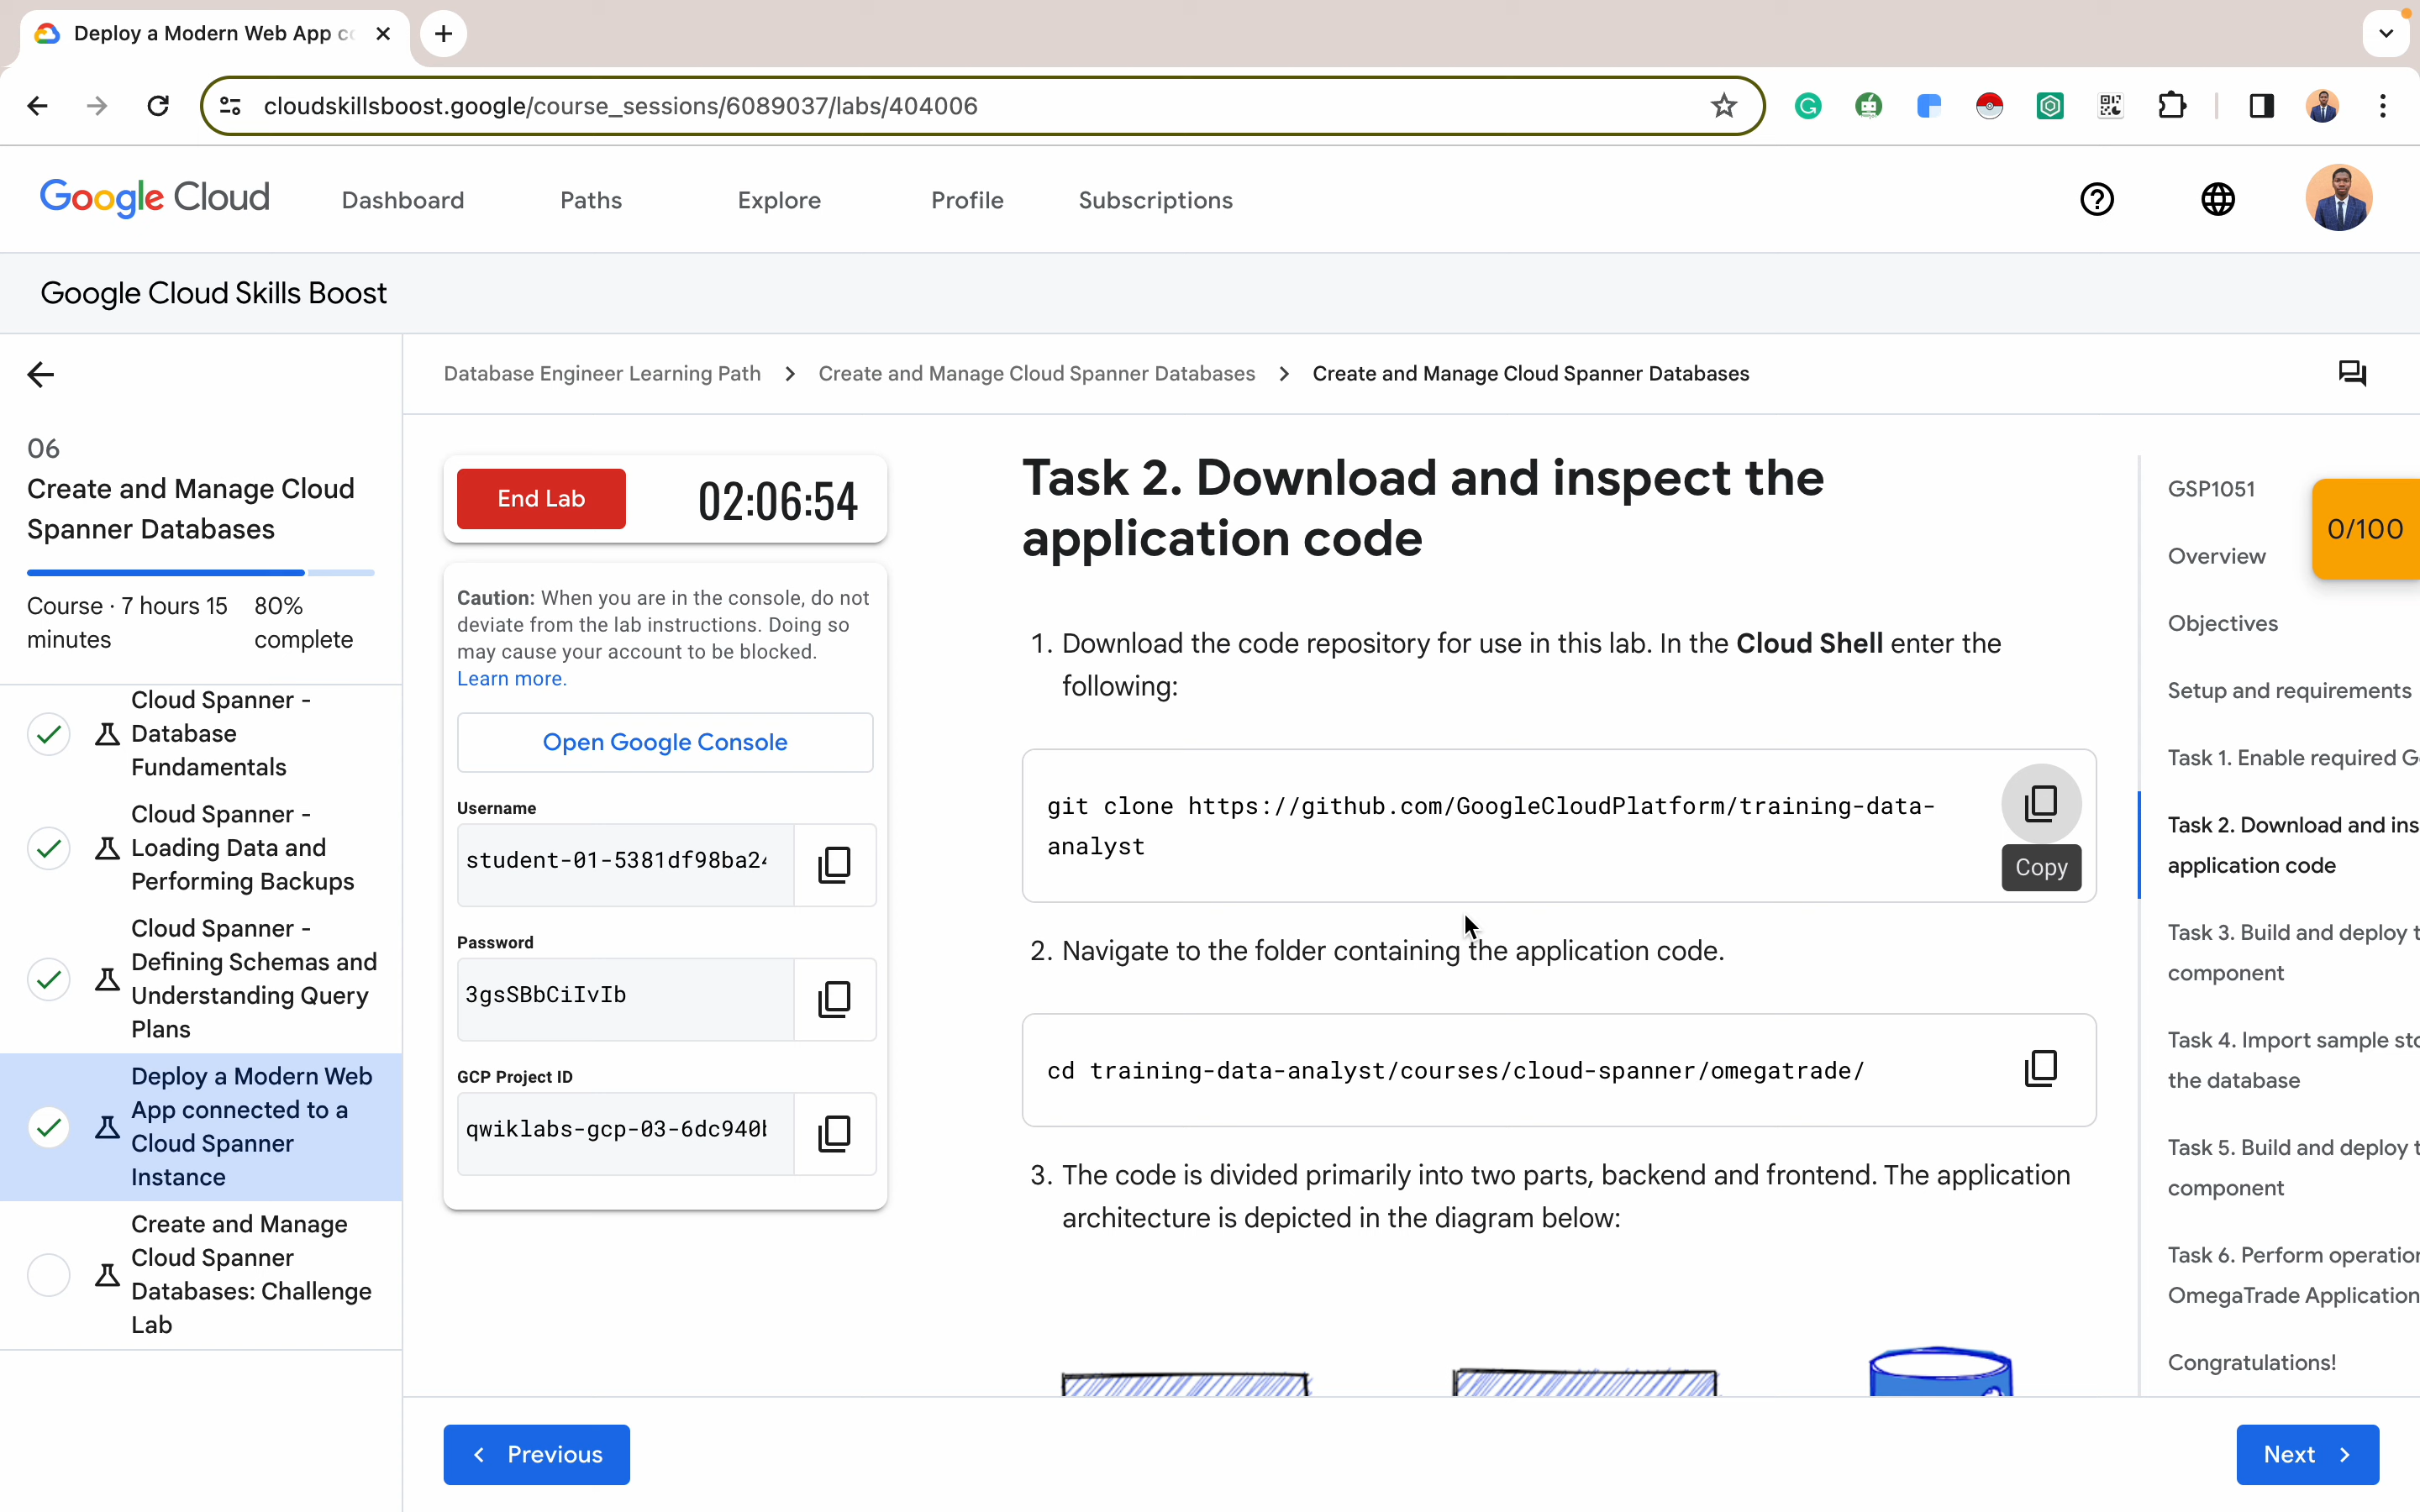 Deploy a Modern Web App co
cloudskillsboost.google/course_sessions/6089037/labs/404006
Google Cloud
Dashboard
Paths
Explore
Profile
Subscriptions
Google Cloud Skills Boost
06
Create and Manage Cloud
Spanner Databases
Course · 7 hours 15
minutes
80%
complete
Cloud Spanner -
Database
Fundamentals
Cloud Spanner -
Loading Data and
Performing Backups
Cloud Spanner -
Defining Schemas and
Understanding Query
Plans
Deploy a Modern Web
App connected to a
Cloud Spanner
Instance
Create and Manage
Cloud Spanner
Databases: Challenge
Lab
Database Engineer Learning Path > Create and Manage Cloud Spanner Databases > Create and Manage Cloud Spanner Databases
End Lab
02:06:54
Caution: When you are in the console, do not
deviate from the lab instructions. Doing so
may cause your account to be blocked.
Learn more.
Open Google Console
Username
student-01-5381df98ba24
Password
3gsSBbCiIvIb
GCP Project ID
qwiklabs-gcp-03-6dc940b
Task 2. Download and inspect the
application code
1. Download the code repository for use in this lab. In the Cloud Shell enter the
following:
git clone https://github.com/GoogleCloudPlatform/training-data-
analyst
Copy
2. Navigate to the folder containing the application code.
cd training-data-analyst/courses/cloud-spanner/omegatrade/
3. The code is divided primarily into two parts, backend and frontend. The application
architecture is depicted in the diagram below:
GSP1051
0/100
Overview
Objectives
Setup and requirements
Task 1. Enable required G
Task 2. Download and ins
application code
Task 3. Build and deploy t
component
Task 4. Import sample sto
the database
Task 5. Build and deploy t
component
Task 6. Perform operation
OmegaTrade Application
Congratulations!
Previous
Next